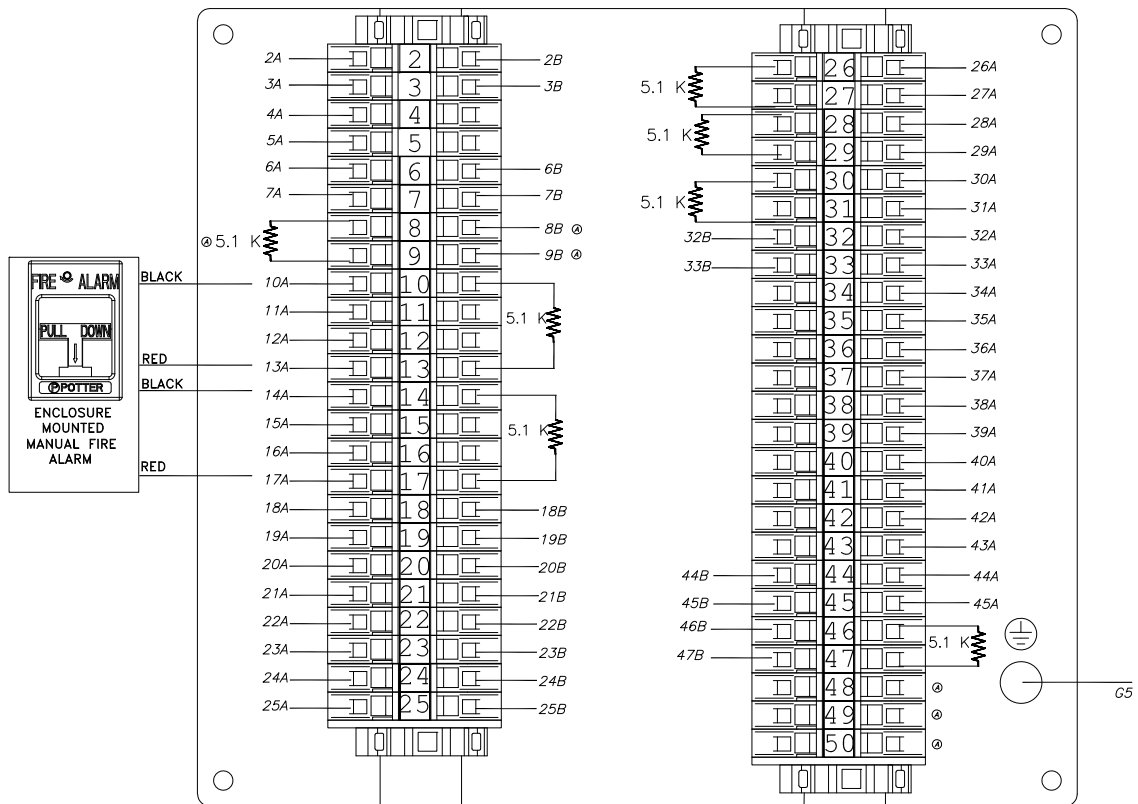 2A 2 2B
3A 3 3B
4A 4
5A 5
6A 6 6B
7A 7 7B
Ⓐ 5.1 K 8 8B Ⓐ
9 9B Ⓐ
10A 10
11A 11
5.1 K
12A 12
13A 13
14A 14
15A 15
5.1 K
16A 16
17A 17
18A 18 18B
19A 19 19B
20A 20 20B
21A 21 21B
22A 22 22B
23A 23 23B
24A 24 24B
25A 25 25B
FIRE ALARM
PULL DOWN
POTTER
ENCLOSURE
MOUNTED
MANUAL FIRE
ALARM
BLACK
RED
BLACK
RED
26 26A
5.1 K
27 27A
28 28A
5.1 K
29 29A
30 30A
5.1 K
31 31A
32B 32 32A
33B 33 33A
34 34A
35 35A
36 36A
37 37A
38 38A
39 39A
40 40A
41 41A
42 42A
43 43A
44B 44 44A
45B 45 45A
46B 46
5.1 K
47B 47
48 Ⓐ
49 Ⓐ
50 Ⓐ
G5